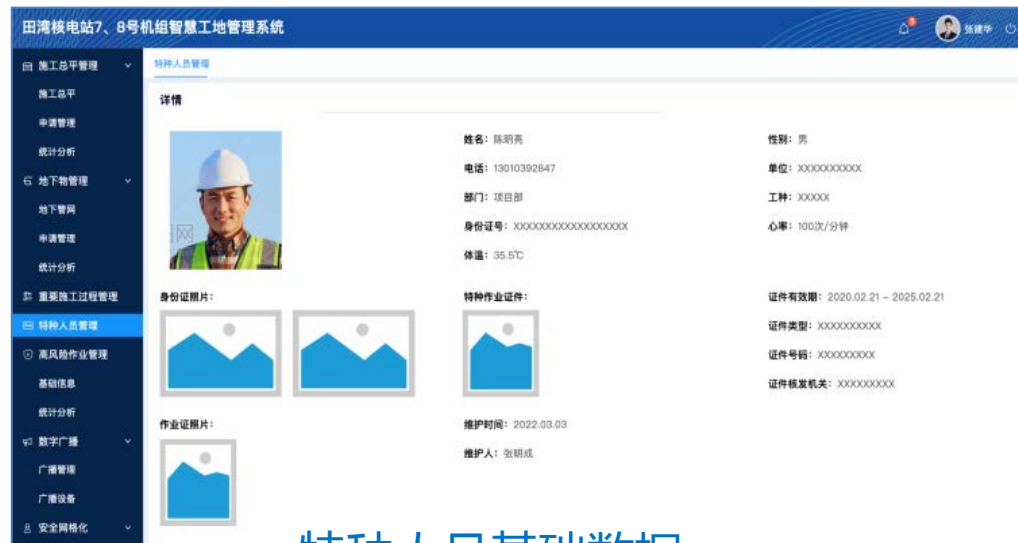 田湾核电站7、8号机组智慧工地管理系统
张建华
施工总平管理
施工总平
申请管理
统计分析
地下物管理
地下管网
申请管理
统计分析
重要施工过程管理
特种人员管理
高风险作业管理
基础信息
统计分析
数字广播
广播管理
广播设备
安全网格化
特种人员管理
详情
姓名：陈明亮
性别：男
电话：13010392847
单位：XXXXXXXXXX
部门：项目部
工种：XXXXX
身份证号：XXXXXXXXXXXXXXXXXX
心率：100次/分钟
体温：35.5℃
身份证照片：
特种作业证件：
证件有效期：2020.02.21 – 2025.02.21
证件类型：XXXXXXXXXX
证件号码：XXXXXXXXX
证件核发机关：XXXXXXXXX
作业证照片：
维护时间：2022.03.03
维护人：张明成
特种人员基础数据